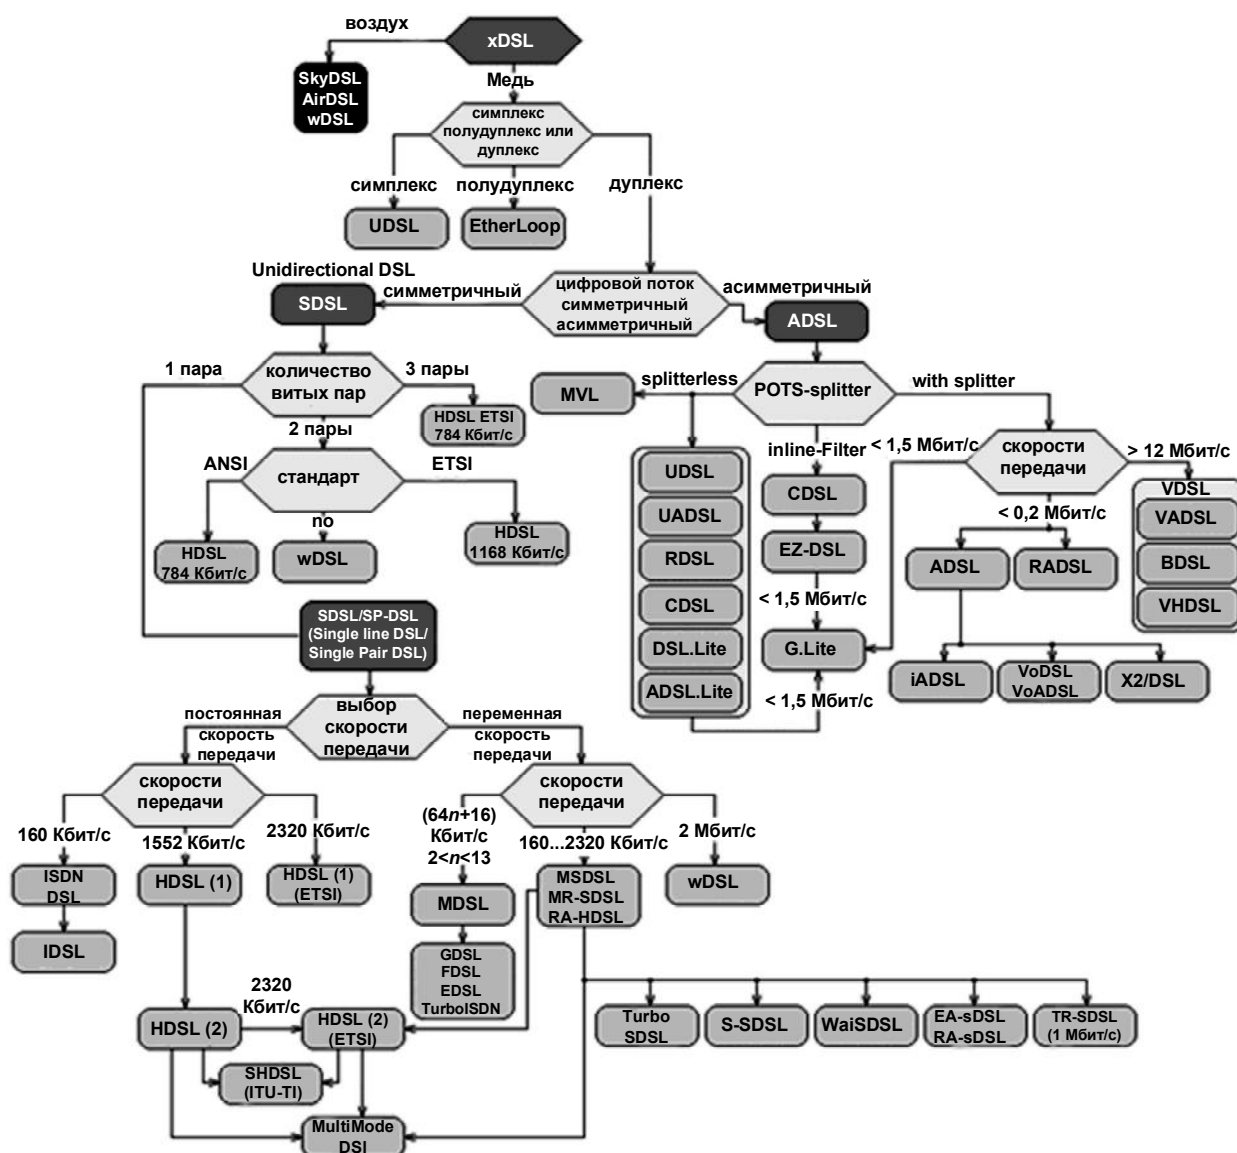 воздух
xDSL
SkyDSL
AirDSL
wDSL
Медь
симплекс
полудуплекс или
дуплекс
симплекс
полудуплекс
дуплекс
UDSL
EtherLoop
Unidirectional DSL
SDSL
симметричный
цифровой поток
симметричный
асимметричный
асимметричный
ADSL
1 пара
количество
витых пар
3 пары
HDSL ETSI
784 Кбит/с
2 пары
ANSI
стандарт
ETSI
no
HDSL
784 Кбит/с
wDSL
HDSL
1168 Кбит/с
MVL
splitterless
POTS-splitter
with splitter
inline-Filter
< 1,5 Мбит/с
скорости
передачи
> 12 Мбит/с
UDSL
UADSL
RDSL
CDSL
DSL.Lite
ADSL.Lite
CDSL
EZ-DSL
< 1,5 Мбит/с
G.Lite
< 1,5 Мбит/с
< 0,2 Мбит/с
ADSL
RADSL
VDSL
VADSL
BDSL
VHDSL
iADSL
VoDSL
VoADSL
X2/DSL
SDSL/SP-DSL
(Single line DSL/
Single Pair DSL)
постоянная
скорость
передачи
выбор
скорости
передачи
переменная
скорость
передачи
скорости
передачи
скорости
передачи
160 Кбит/с
1552 Кбит/с
2320 Кбит/с
(64n+16)
Кбит/с
2<n<13
160...2320 Кбит/с
2 Мбит/с
ISDN
DSL
HDSL (1)
HDSL (1)
(ETSI)
MDSL
MSDSL
MR-SDSL
RA-HDSL
wDSL
IDSL
GDSL
FDSL
EDSL
TurboISDN
2320
Кбит/с
HDSL (2)
HDSL (2)
(ETSI)
Turbo
SDSL
S-SDSL
WaiSDSL
EA-sDSL
RA-sDSL
TR-SDSL
(1 Мбит/с)
SHDSL
(ITU-TI)
MultiMode
DSI